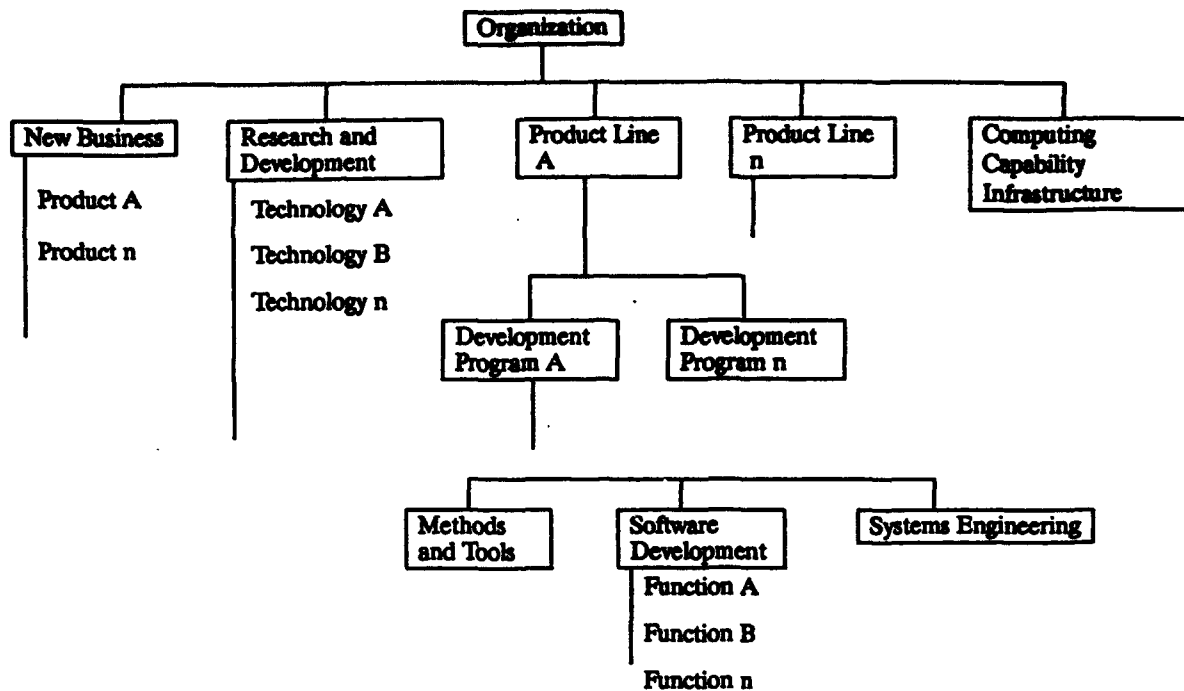 Organization
New Business
Research and
Development
Product Line
A
Product Line
n
Computing
Capability
Infrastructure
Product A
Product n
Technology A
Technology B
Technology n
Development
Program A
Development
Program n
Methods
and Tools
Software
Development
Systems Engineering
Function A
Function B
Function n